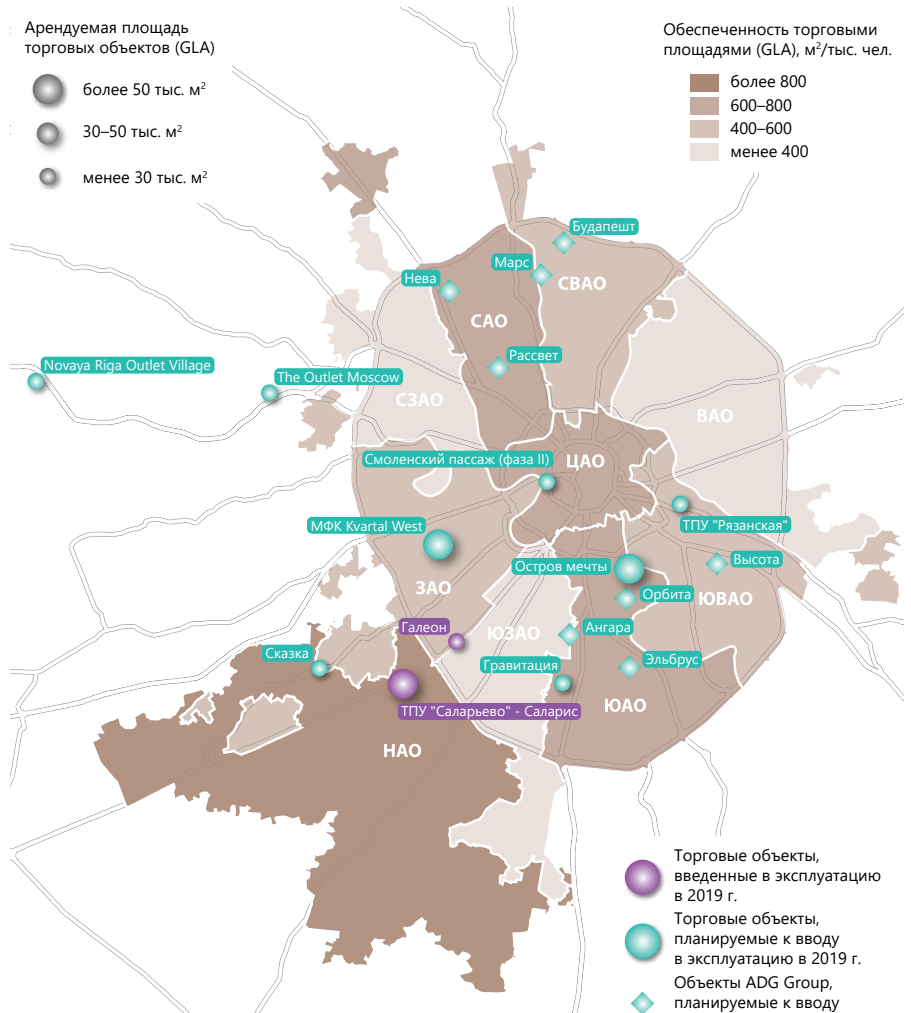 Арендуемая площадь
торговых объектов (GLA)
более 50 тыс. м²
30–50 тыс. м²
менее 30 тыс. м²
Обеспеченность торговыми
площадями (GLA), м²/тыс. чел.
более 800
600–800
400–600
менее 400
Будапешт
Марс
СВАО
Нева
САО
Рассвет
Novaya Riga Outlet Village
The Outlet Moscow
СЗАО
ВАО
Смоленский пассаж (фаза II)
ЦАО
МФК Kvartal West
ТПУ "Рязанская"
Остров мечты
Высота
ЗАО
Орбита
ЮВАО
Галеон
ЮЗАО
Ангара
Сказка
Гравитация
Эльбрус
ТПУ "Саларьево" - Саларис
ЮАО
НАО
Торговые объекты,
введенные в эксплуатацию
в 2019 г.
Торговые объекты,
планируемые к вводу
в эксплуатацию в 2019 г.
Объекты ADG Group,
планируемые к вводу